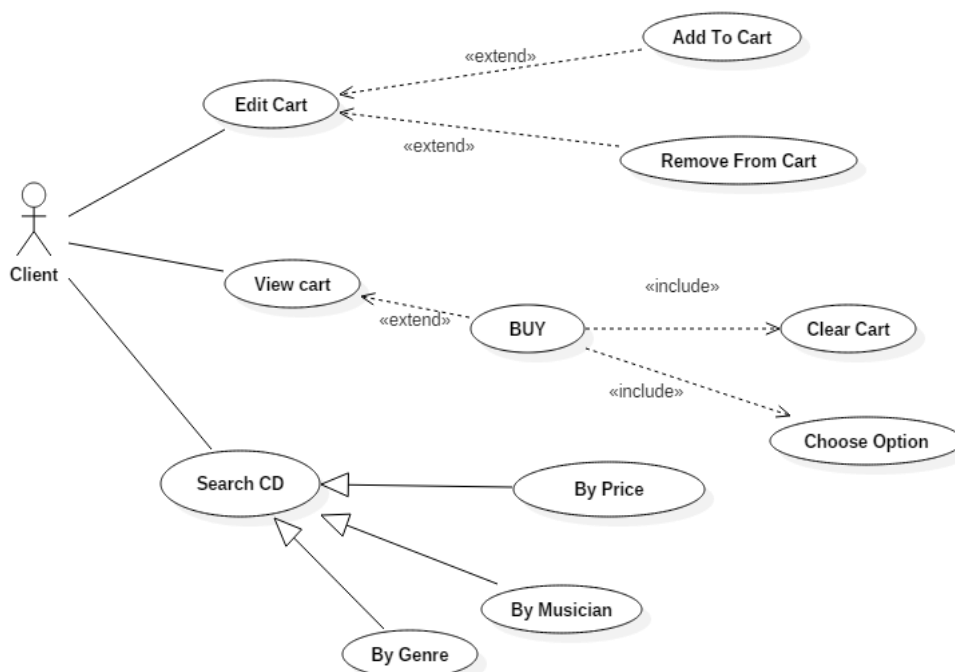 Add To Cart
«extend»
Edit Cart
«extend»
Remove From Cart
Client
View cart
«extend»
BUY
«include»
Clear Cart
«include»
Choose Option
Search CD
By Price
By Musician
By Genre